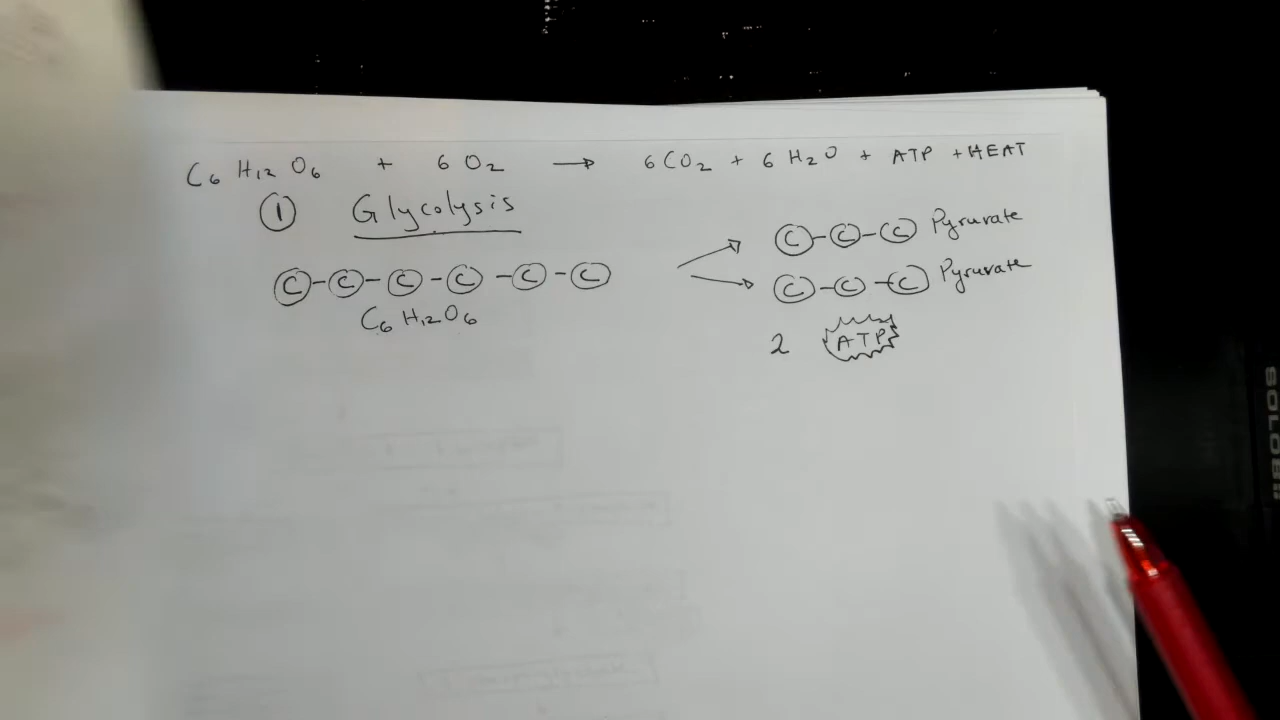 C6 H12 O6 + 6 O2 → 6 CO2 + 6 H2O + ATP + HEAT
① Glycolysis
C-C-C-C-C-C
C6 H12 O6
C-C-C Pyruvate
C-C-C Pyruvate
2 ATP